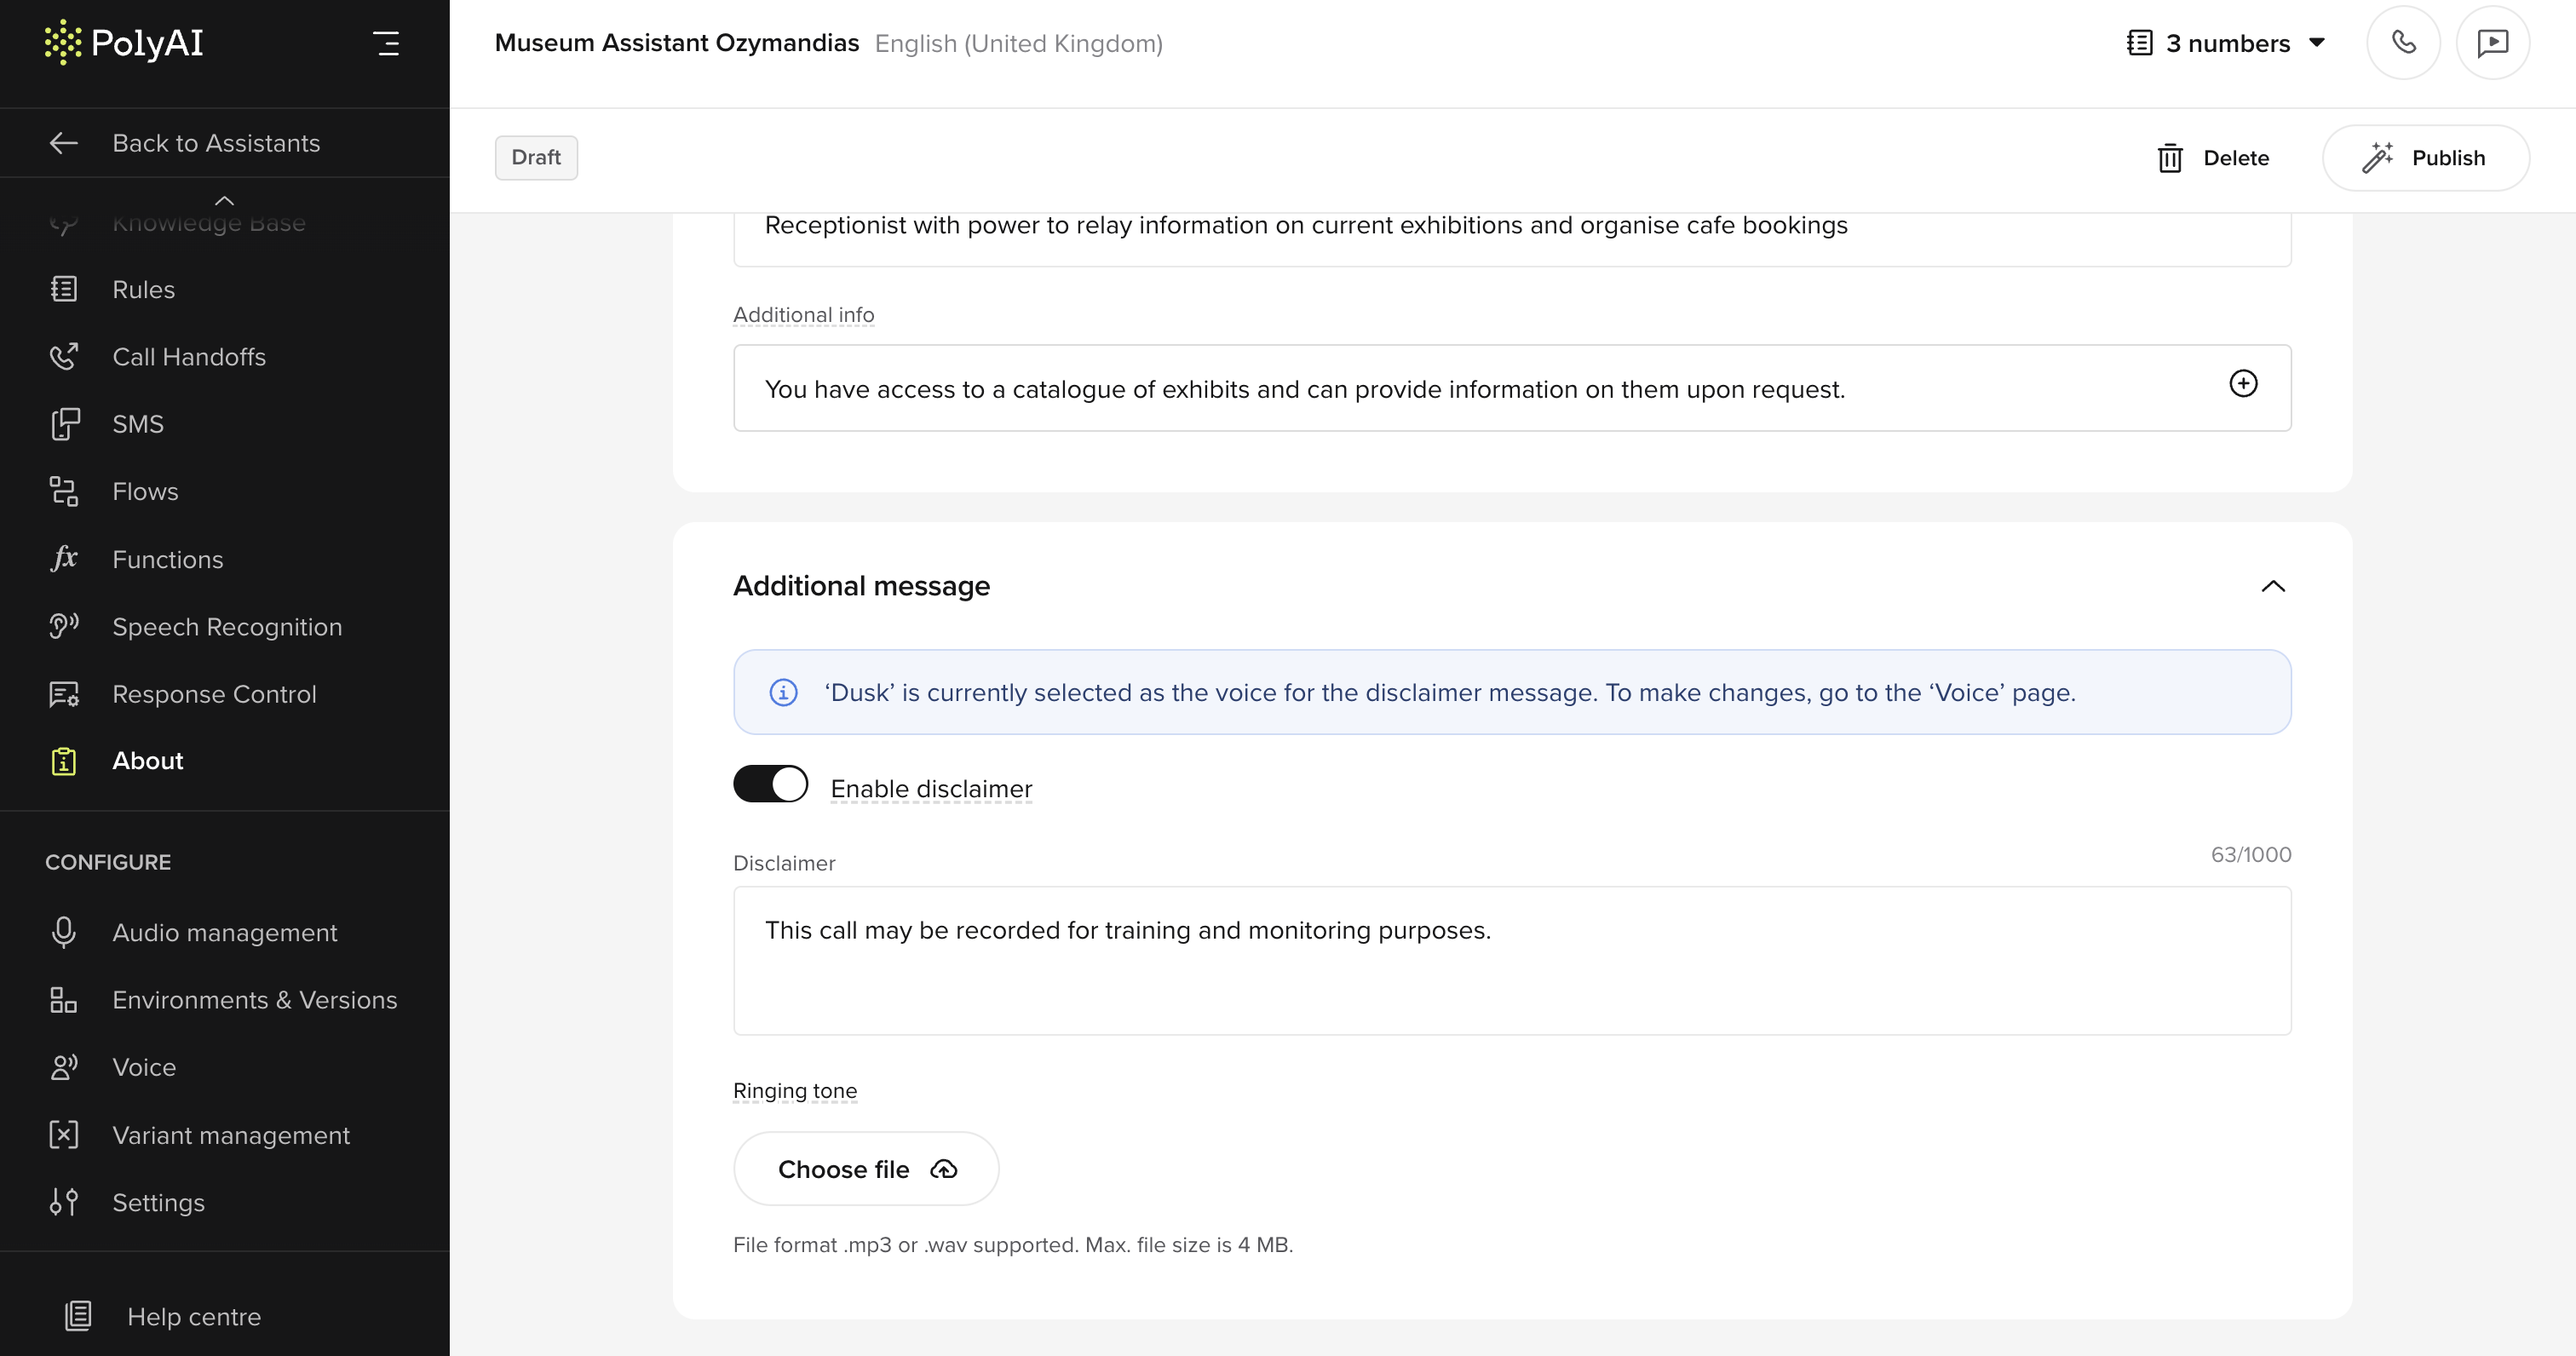 PolyAI
Back to Assistants
Knowledge Base
Rules
Call Handoffs
SMS
Flows
fx Functions
Speech Recognition
Response Control
About
CONFIGURE
Audio management
Environments & Versions
Voice
Variant management
Settings
Help centre
Museum Assistant Ozymandias English (United Kingdom)
3 numbers
Draft
Delete
Publish
Receptionist with power to relay information on current exhibitions and organise cafe bookings
Additional info
You have access to a catalogue of exhibits and can provide information on them upon request.
Additional message
‘Dusk’ is currently selected as the voice for the disclaimer message. To make changes, go to the ‘Voice’ page.
Enable disclaimer
Disclaimer
63/1000
This call may be recorded for training and monitoring purposes.
Ringing tone
Choose file
File format .mp3 or .wav supported. Max. file size is 4 MB.